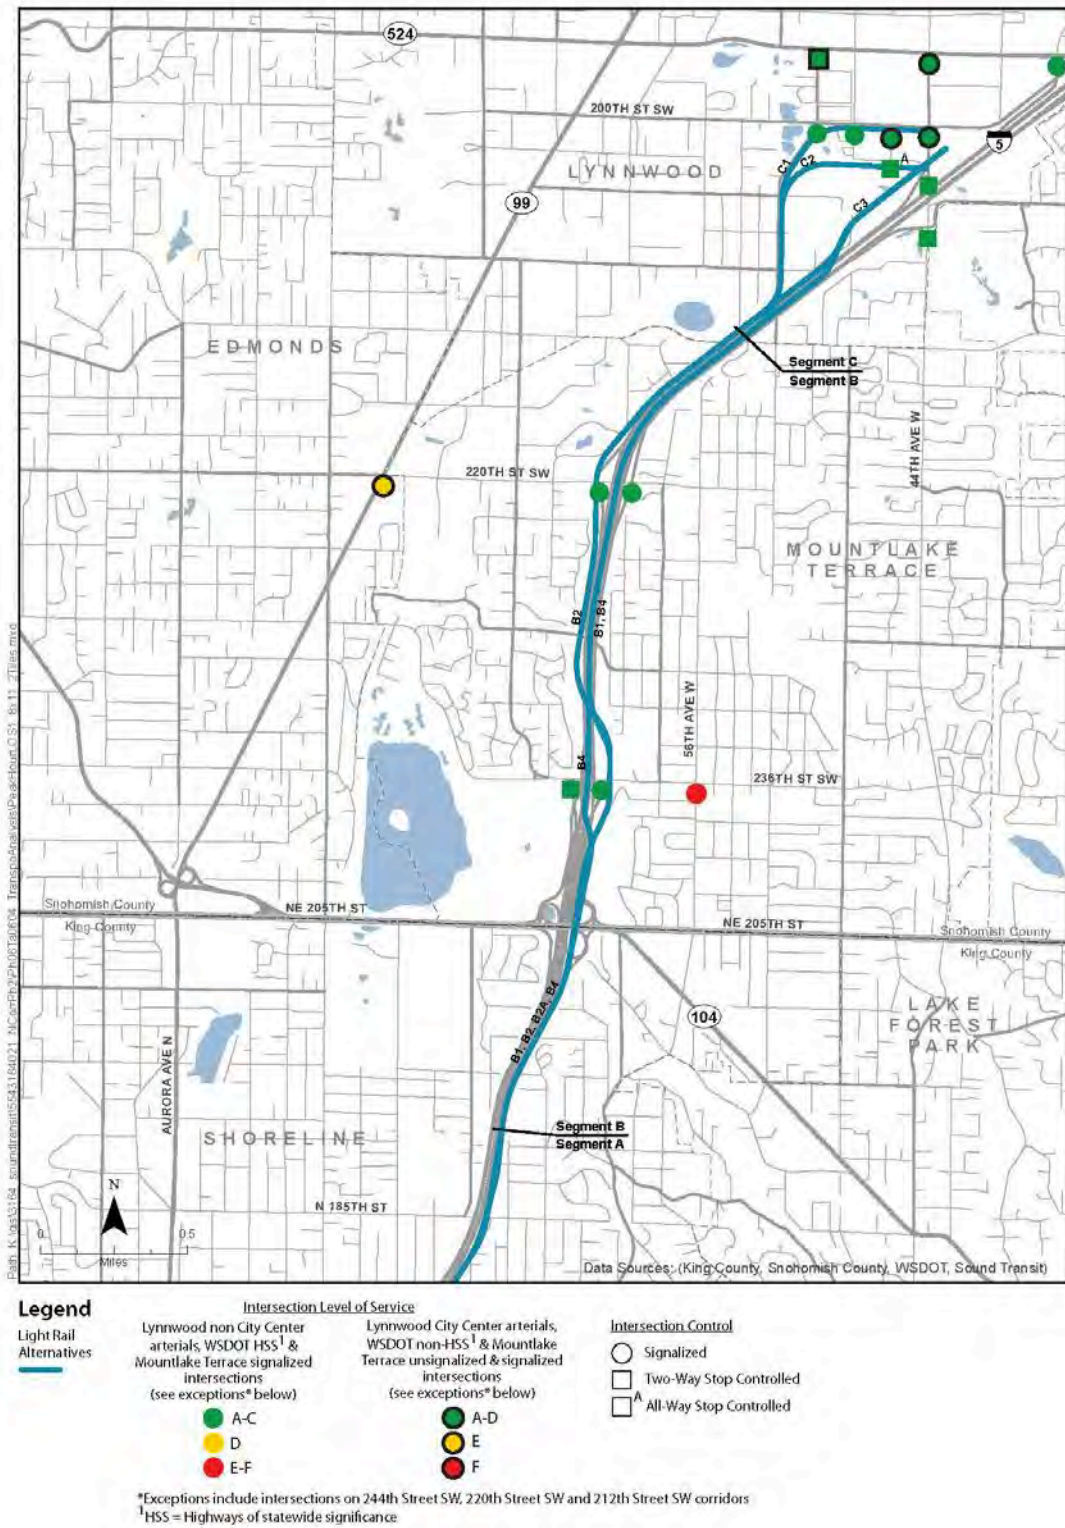 524
200TH ST SW
A
5
LYNNWOOD
C1
C2
C3
99
EDMONDS
Segment C
Segment B
44TH AVE W
220TH ST SW
MOUNTLAKE
TERRACE
B2
B1, B4
56TH AVE W
B4
236TH ST SW
Snohomish County
King County
NE 205TH ST
NE 205TH ST
Snohomish County
King County
B1, B2, B2A, B4
LAKE
FOREST
PARK
104
AURORA AVE N
SHORELINE
Segment B
Segment A
N
N 185TH ST
0
0.5
Miles
Data Sources: (King County, Snohomish County, WSDOT, Sound Transit)
Legend
Light Rail
Alternatives
Intersection Level of Service
Lynnwood non City Center
arterials, WSDOT HSS1 &
Mountlake Terrace signalized
intersections
(see exceptions* below)
A-C
D
E-F
Lynnwood City Center arterials,
WSDOT non-HSS1 & Mountlake
Terrace unsignalized & signalized
intersections
(see exceptions* below)
A-D
E
F
Intersection Control
Signalized
Two-Way Stop Controlled
A All-Way Stop Controlled
*Exceptions include intersections on 244th Street SW, 220th Street SW and 212th Street SW corridors
1HSS = Highways of statewide significance